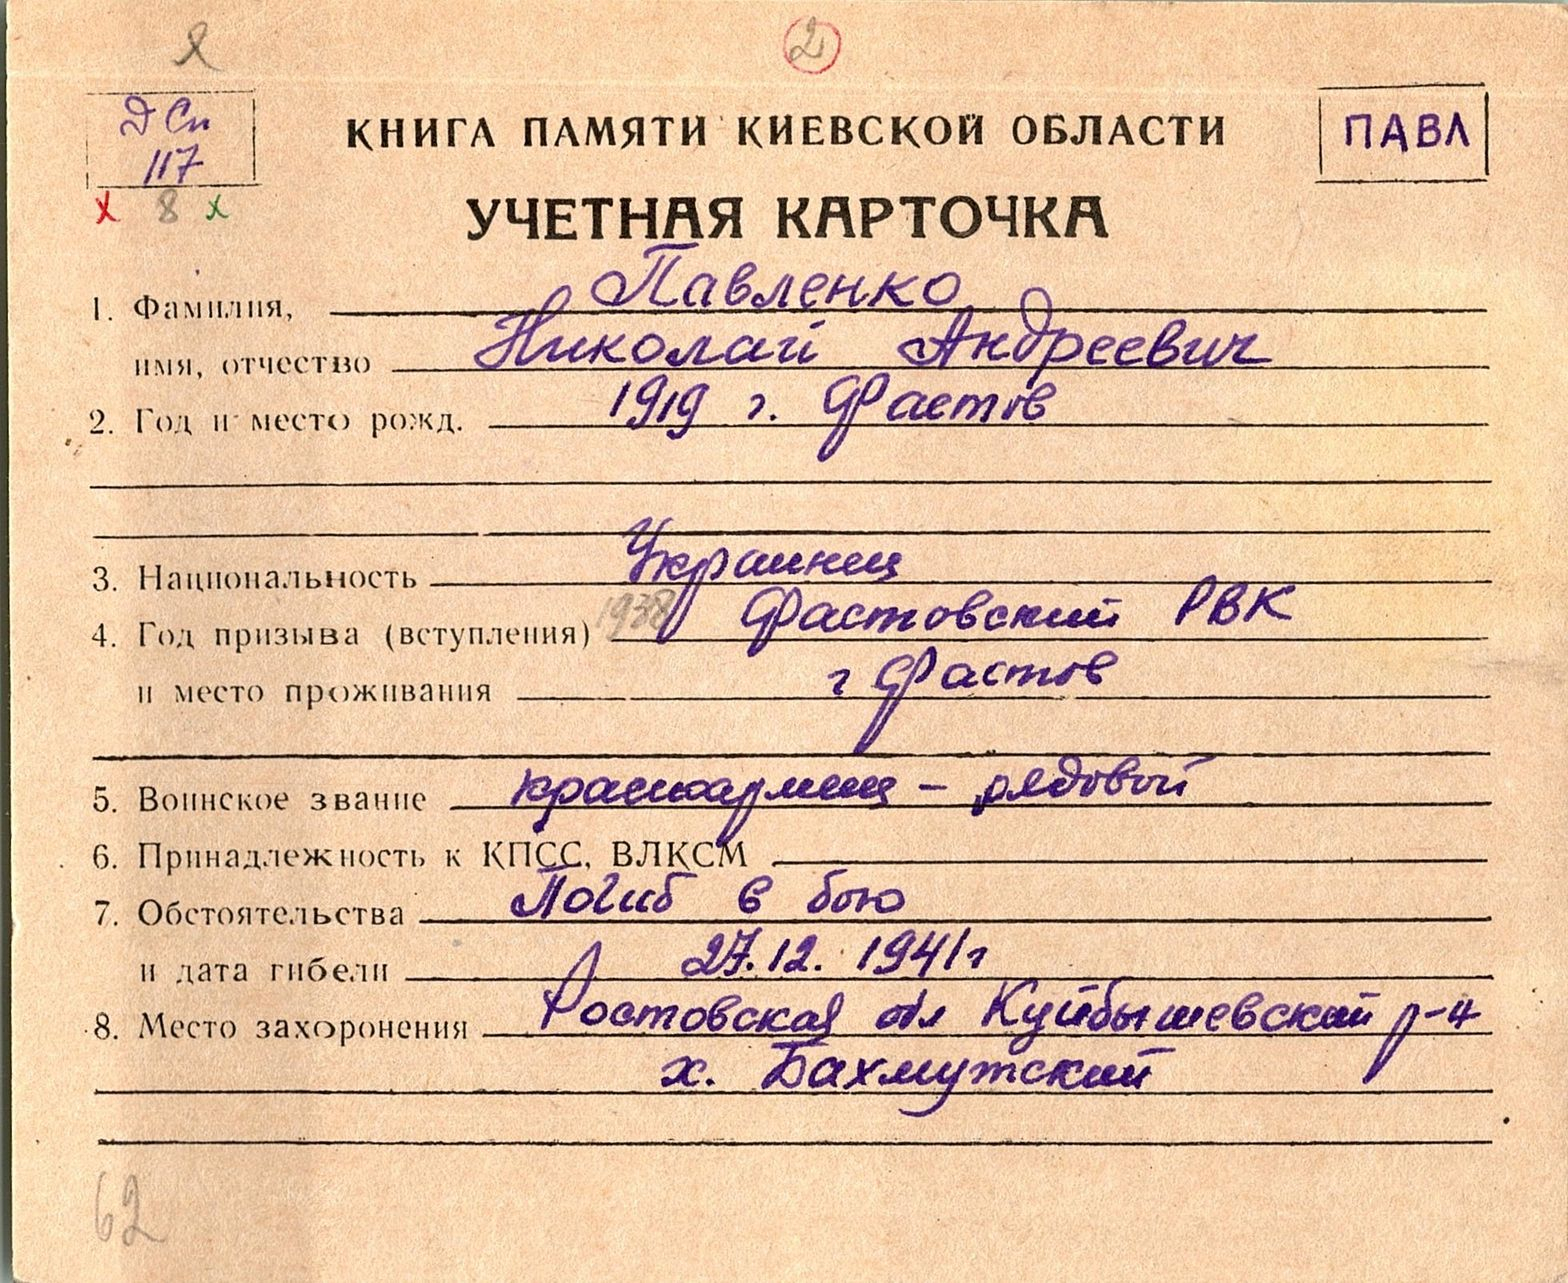 2
Д Сп
117
8
КНИГА ПАМЯТИ КИЕВСКОЙ ОБЛАСТИ
ПАВЛ
УЧЕТНАЯ КАРТОЧКА
1. Фамилия, Павленко
имя, отчество Николай Андреевич
2. Год и место рожд. 1919 г. Фастов
3. Национальность Украинец
4. Год призыва (вступления) 1938 Фастовский РВК
и место проживания г Фастов
5. Воинское звание красноармеец - рядовой
6. Принадлежность к КПСС, ВЛКСМ
7. Обстоятельства Погиб в бою
и дата гибели 27.12. 1941г
8. Место захоронения Ростовская обл Куйбышевский р-н
х. Бахмутский
62